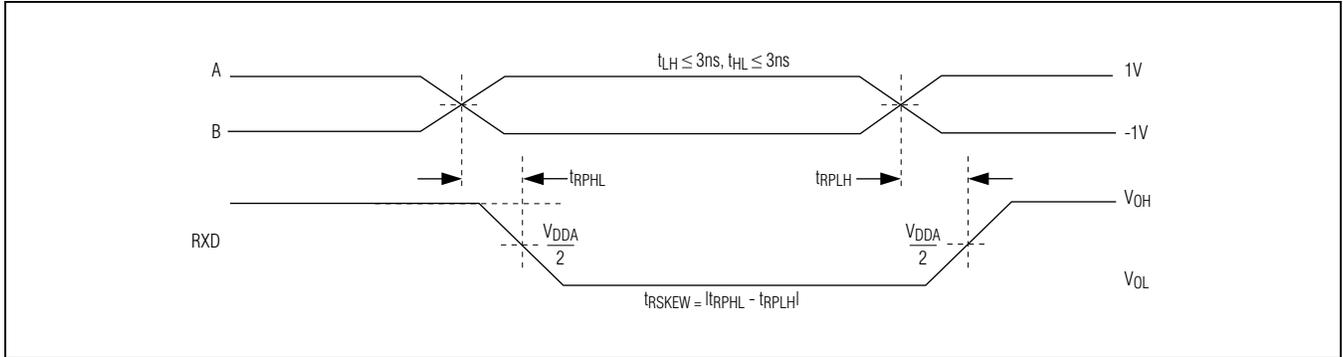 tLH ≤ 3ns, tHL ≤ 3ns
A
1V
B
-1V
tRPHL
tRPLH
VOH
RXD
VDDA
2
VDDA
2
VOL
tRSKEW = |tRPHL - tRPLH|